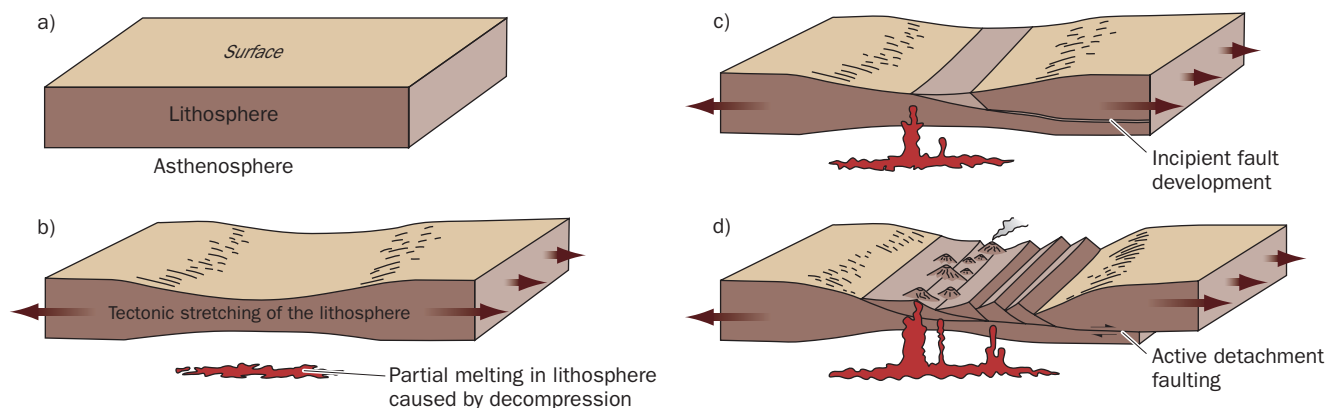 a)
Surface
Lithosphere
Asthenosphere
b)
Tectonic stretching of the lithosphere
Partial melting in lithosphere
caused by decompression
c)
Incipient fault
development
d)
Active detachment
faulting